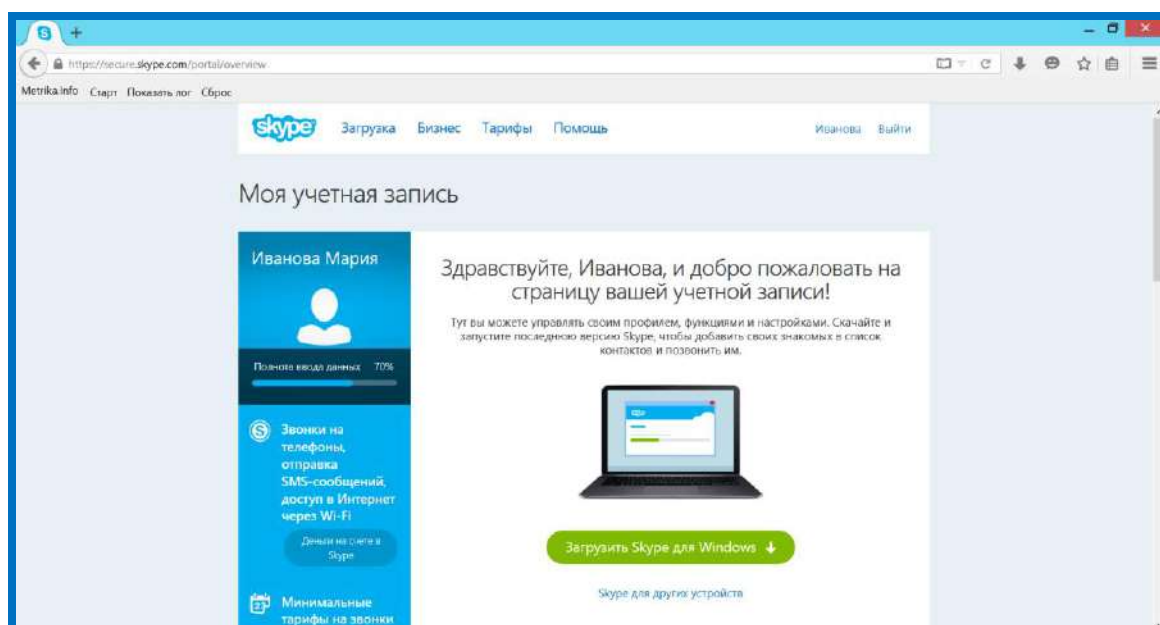 S +
https://secure.skype.com/portal/overview
Metrika.info Старт Показать лог Сброс
skype Загрузка Бизнес Тарифы Помощь Иванова Выйти
Моя учетная запись
Иванова Мария
Полнота ввода данных 70%
Звонки на
телефоны,
отправка
SMS-сообщений,
доступ в Интернет
через Wi-Fi
Деньги на счете в
Skype
Минимальные
тарифы на звонки
Здравствуйте, Иванова, и добро пожаловать на
страницу вашей учетной записи!
Тут вы можете управлять своим профилем, функциями и настройками. Скачайте и
запустите последнюю версию Skype, чтобы добавить своих знакомых в список
контактов и позвонить им.
Загрузить Skype для Windows
Skype для других устройств